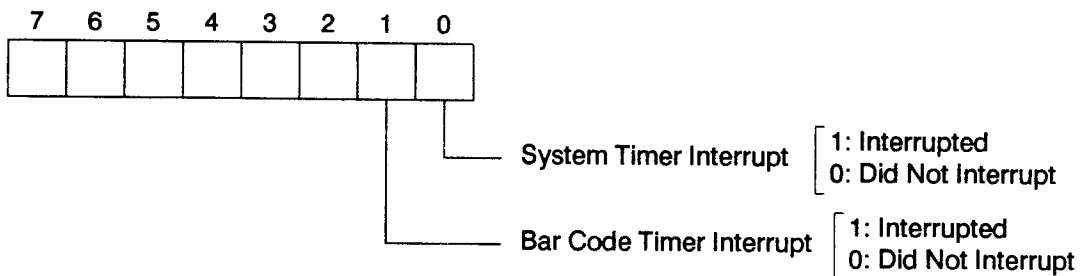 7 6 5 4 3 2 1 0
System Timer Interrupt 1: Interrupted
0: Did Not Interrupt
Bar Code Timer Interrupt 1: Interrupted
0: Did Not Interrupt